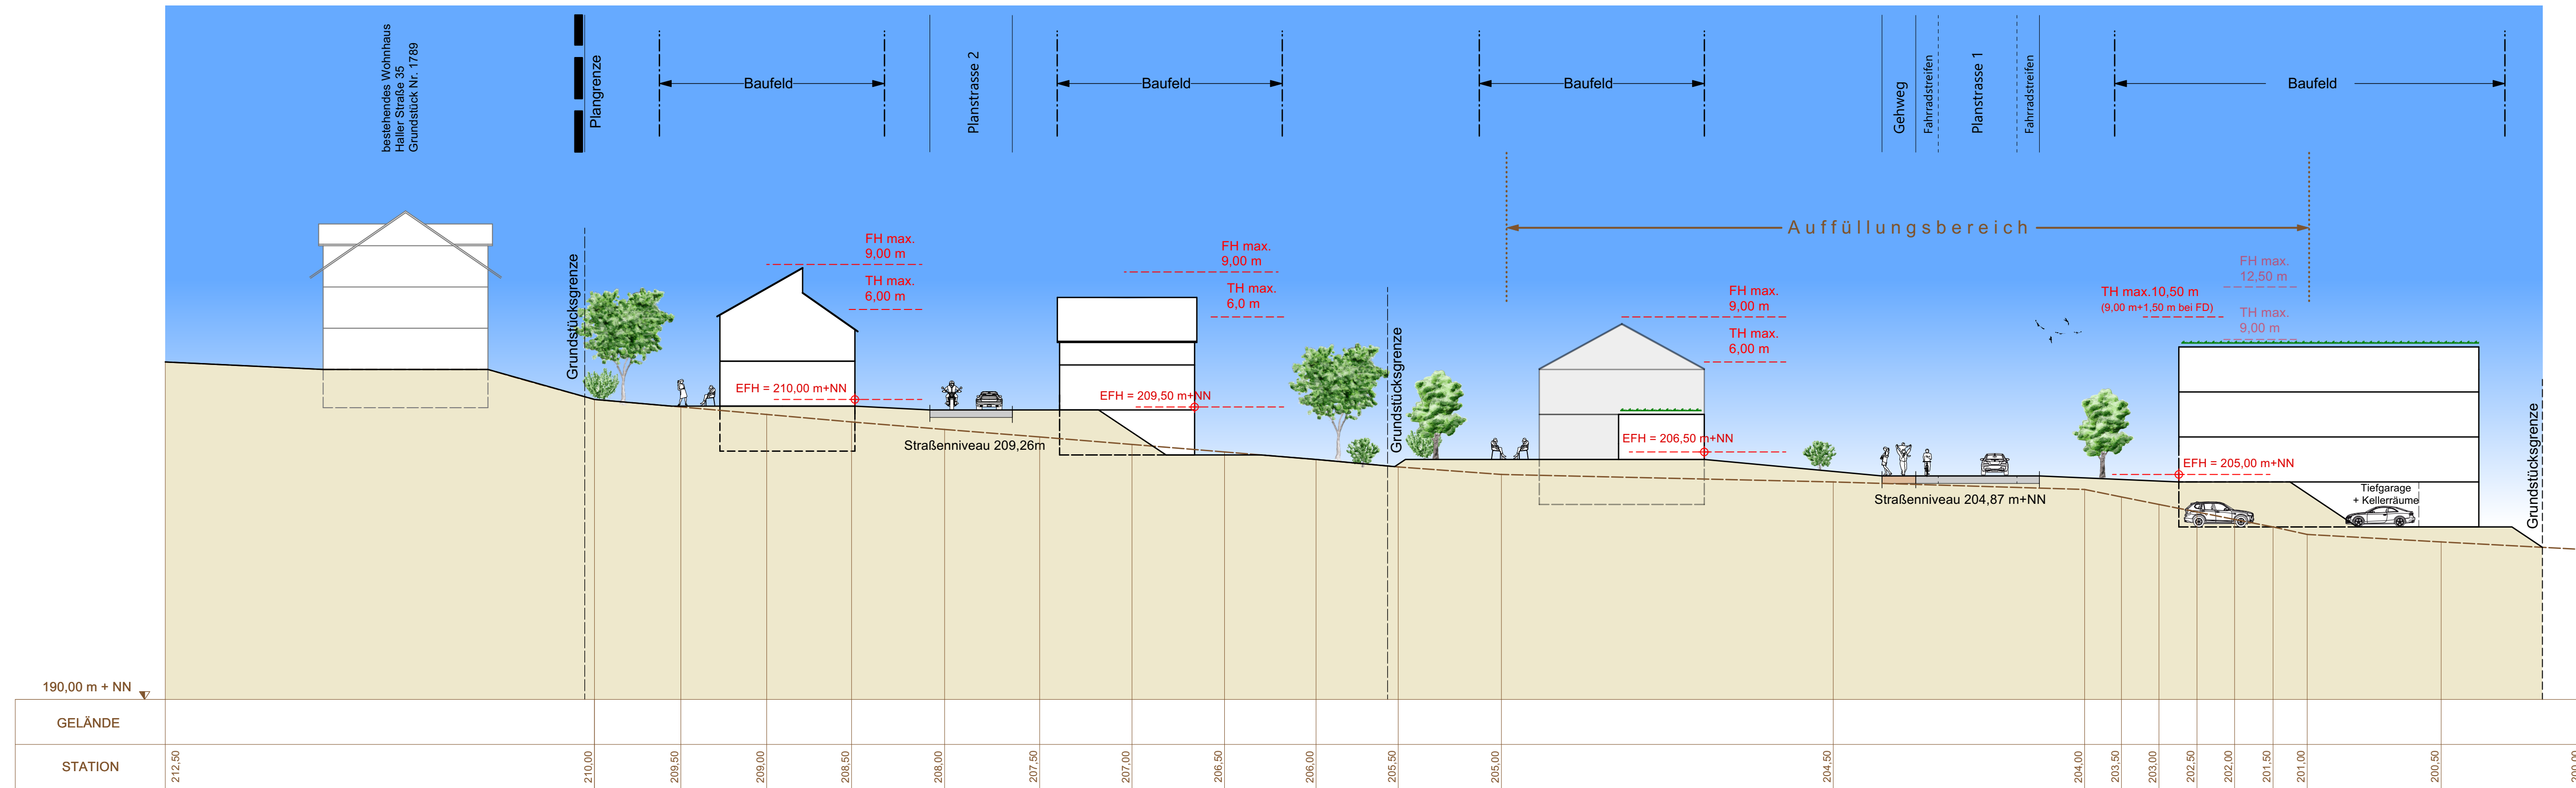 bestehendes Wohnhaus
Haller Straße 35
Grundstück Nr. 1789
Plangrenze
Baufeld
Planstrasse 2
Baufeld
Baufeld
Gehweg
Fahrradstreifen
Planstrasse 1
Fahrradstreifen
Baufeld
Auffüllungsbereich
Grundstücksgrenze
FH max.
9,00 m
TH max.
6,00 m
EFH = 210,00 m+NN
Straßenniveau 209,26m
FH max.
9,00 m
TH max.
6,0 m
EFH = 209,50 m+NN
Grundstücksgrenze
FH max.
9,00 m
TH max.
6,00 m
EFH = 206,50 m+NN
Straßenniveau 204,87 m+NN
TH max.10,50 m
(9,00 m+1,50 m bei FD)
FH max.
12,50 m
TH max.
9,00 m
EFH = 205,00 m+NN
Tiefgarage
+ Kellerräume
Grundstücksgrenze
190,00 m + NN
GELÄNDE
STATION
212,50
210,00
209,50
209,00
208,50
208,00
207,50
207,00
206,50
206,00
205,50
205,00
204,50
204,00
203,50
203,00
202,50
202,00
201,50
201,00
200,50